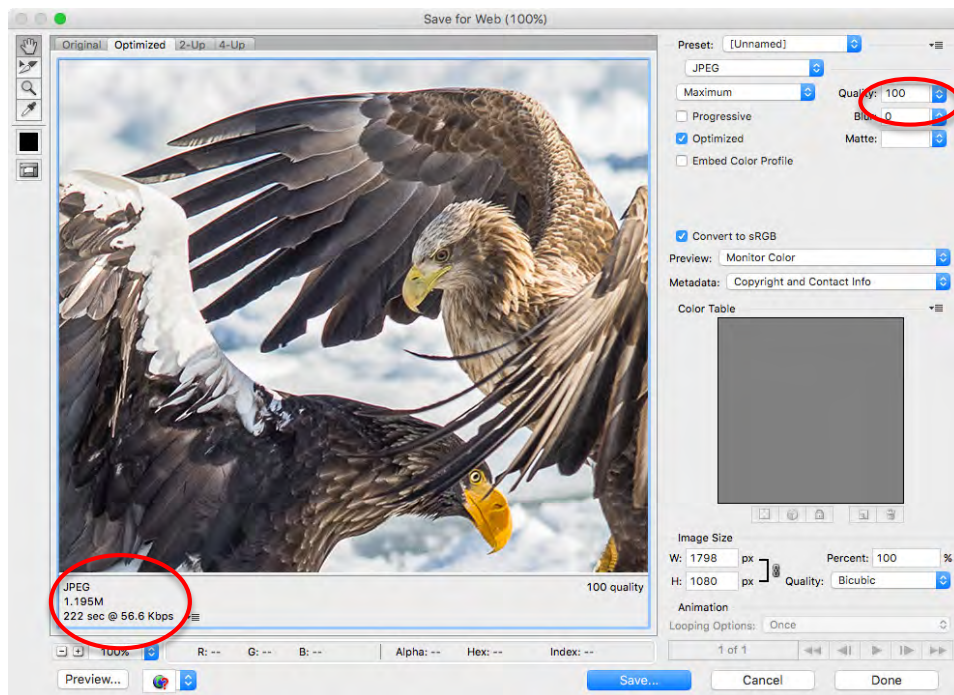 Save for Web (100%)
Original Optimized 2-Up 4-Up
Preset: [Unnamed]
JPEG
Maximum Quality: 100
Progressive Blur: 0
Optimized Matte:
Embed Color Profile
Convert to sRGB
Preview: Monitor Color
Metadata: Copyright and Contact Info
Color Table
Image Size
W: 1798 px Percent: 100 %
H: 1080 px Quality: Bicubic
Animation
Looping Options: Once
1 of 1
JPEG 100 quality
1.195M
222 sec @ 56.6 Kbps
100% R: -- G: -- B: -- Alpha: -- Hex: -- Index: --
Preview... Save... Cancel Done